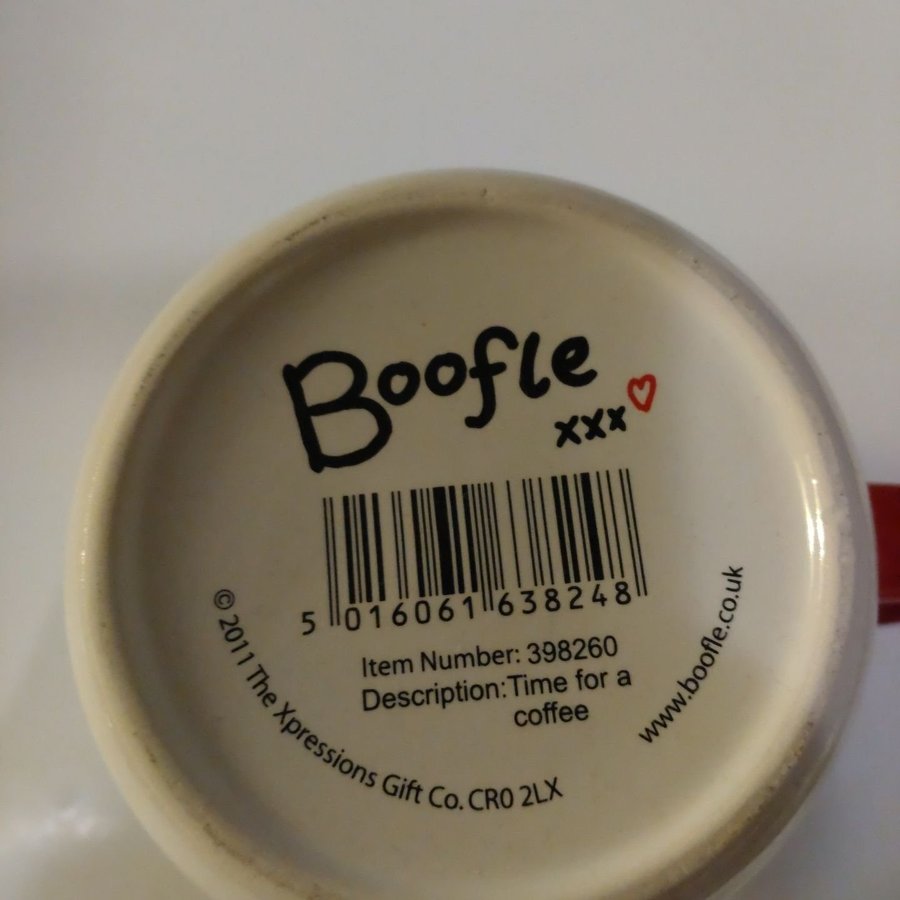 Boofle
xxx
5 016061 638248
Item Number: 398260
Description:Time for a
coffee
© 2011 The Xpressions Gift Co. CR0 2LX
www.boofle.co.uk